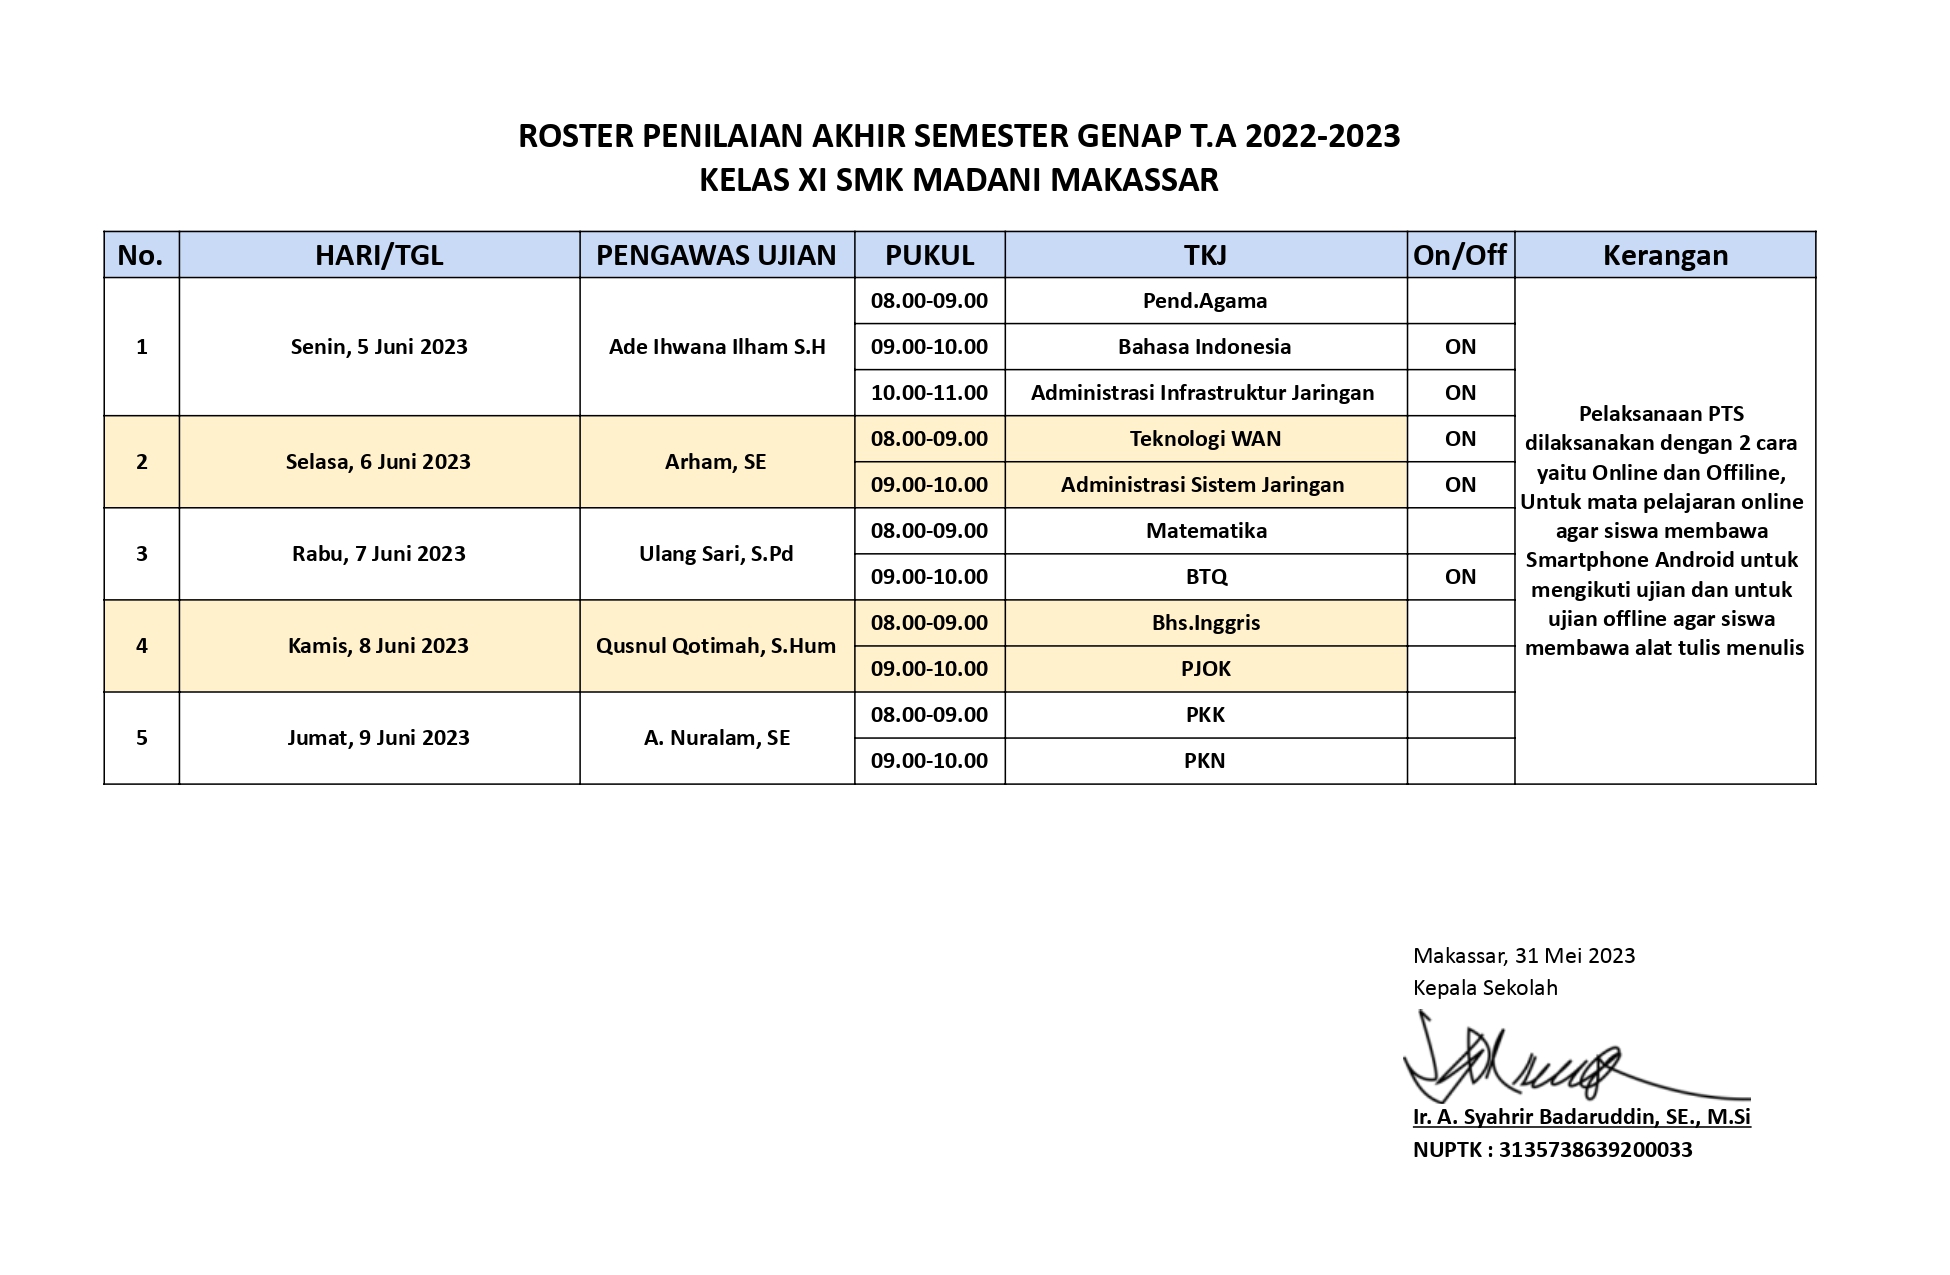 ROSTER PENILAIAN AKHIR SEMESTER GENAP T.A 2022-2023
KELAS XI SMK MADANI MAKASSAR
No. HARI/TGL PENGAWAS UJIAN PUKUL TKJ On/Off Kerangan
1 Senin, 5 Juni 2023 Ade Ihwana Ilham S.H
08.00-09.00 Pend.Agama
09.00-10.00 Bahasa Indonesia ON
10.00-11.00 Administrasi Infrastruktur Jaringan ON
2 Selasa, 6 Juni 2023 Arham, SE
08.00-09.00 Teknologi WAN ON
09.00-10.00 Administrasi Sistem Jaringan ON
3 Rabu, 7 Juni 2023 Ulang Sari, S.Pd
08.00-09.00 Matematika
09.00-10.00 BTQ ON
4 Kamis, 8 Juni 2023 Qusnul Qotimah, S.Hum
08.00-09.00 Bhs.Inggris
09.00-10.00 PJOK
5 Jumat, 9 Juni 2023 A. Nuralam, SE
08.00-09.00 PKK
09.00-10.00 PKN
Pelaksanaan PTS
dilaksanakan dengan 2 cara
yaitu Online dan Offiline,
Untuk mata pelajaran online
agar siswa membawa
Smartphone Android untuk
mengikuti ujian dan untuk
ujian offline agar siswa
membawa alat tulis menulis
Makassar, 31 Mei 2023
Kepala Sekolah
Ir. A. Syahrir Badaruddin, SE., M.Si
NUPTK : 3135738639200033